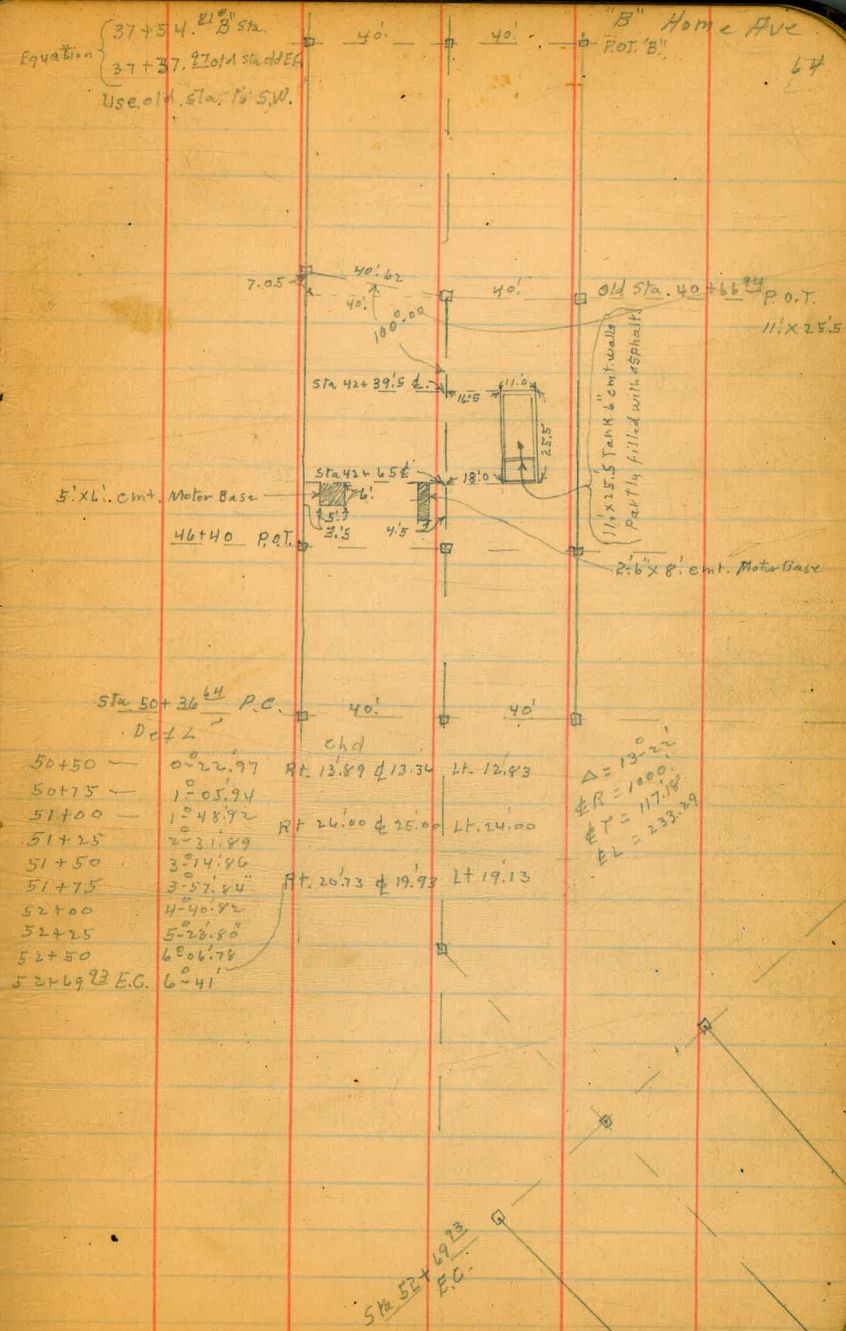 "B" Home Ave
64
Equation
37+54.81 "B" Sta.
37+37.97 old sta old E.C.
Use old sta. to S.W.
40'
40'
P.O.T. "B"
7.05
40.'62
40'
40'
100.00
Old Sta. 40+66 94 P.O.T.
11.'X 25.5
Sta 42+39.'5 ℄
16.5
11.0
25.5
11.'X 25.'5 Tank 6" cmt. walls
Partly filled with asphalt
Sta 42+65 ℄
18.0
5.'X6.' cmt. Motor Base
6.'
5.'
3.'5
4.'5
46+40 P.O.T.
2.'6"X 8.' cmt. Motor Base
Sta 50+36 64 P.C.
40.'
40'
Def L
chd
50+50 — 0°-22.'97 Rt. 13.'89 ℄ 13.36 Lt. 12.'83
50+75 — 1°-05.'94
51+00 — 1°-48.'92
Rt 26.'00 ℄ 25.'00 Lt. 24.'00
51+25 2°-31.'89
51+50 3°-14.'86
51+75 3°-57.'84
Rt. 20.'73 ℄ 19.'93 Lt 19.'13
52+00 4°-40.'82
52+25 5°-23.'80
52+50 6°-06.'78
52+69 93 E.C. 6°-41'
Δ = 13°-22'
℄ R = 1000.'
℄ T = 117.'18
℄ L = 233.29
Sta 52+69 93
E.C.